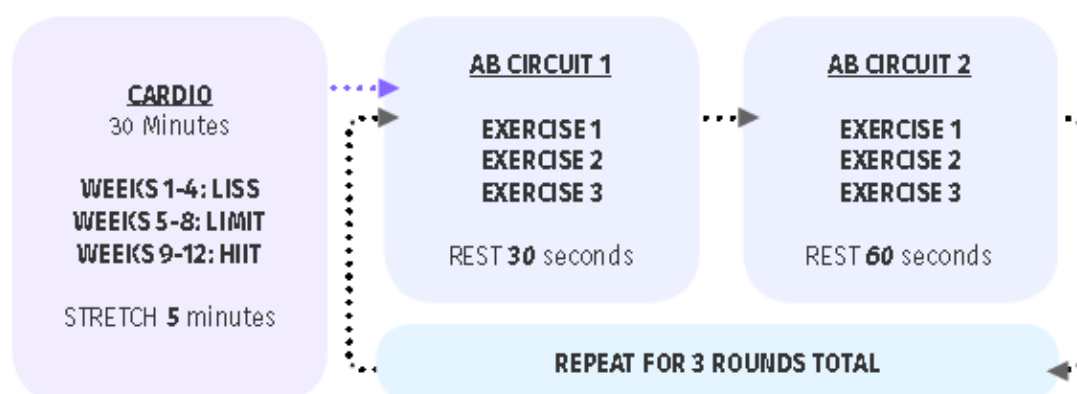 CARDIO
30 Minutes
WEEKS 1-4: LISS
WEEKS 5-8: LIMIT
WEEKS 9-12: HIIT
STRETCH 5 minutes
AB CIRCUIT 1
EXERCISE 1
EXERCISE 2
EXERCISE 3
REST 30 seconds
AB CIRCUIT 2
EXERCISE 1
EXERCISE 2
EXERCISE 3
REST 60 seconds
REPEAT FOR 3 ROUNDS TOTAL